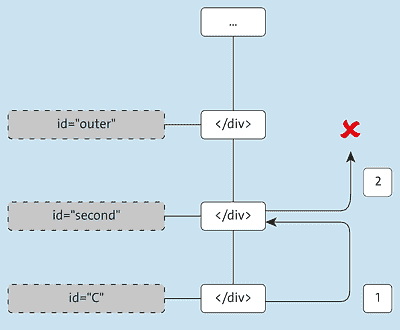 ...
id="outer"
</div>
id="second"
</div>
2
id="C"
</div>
1